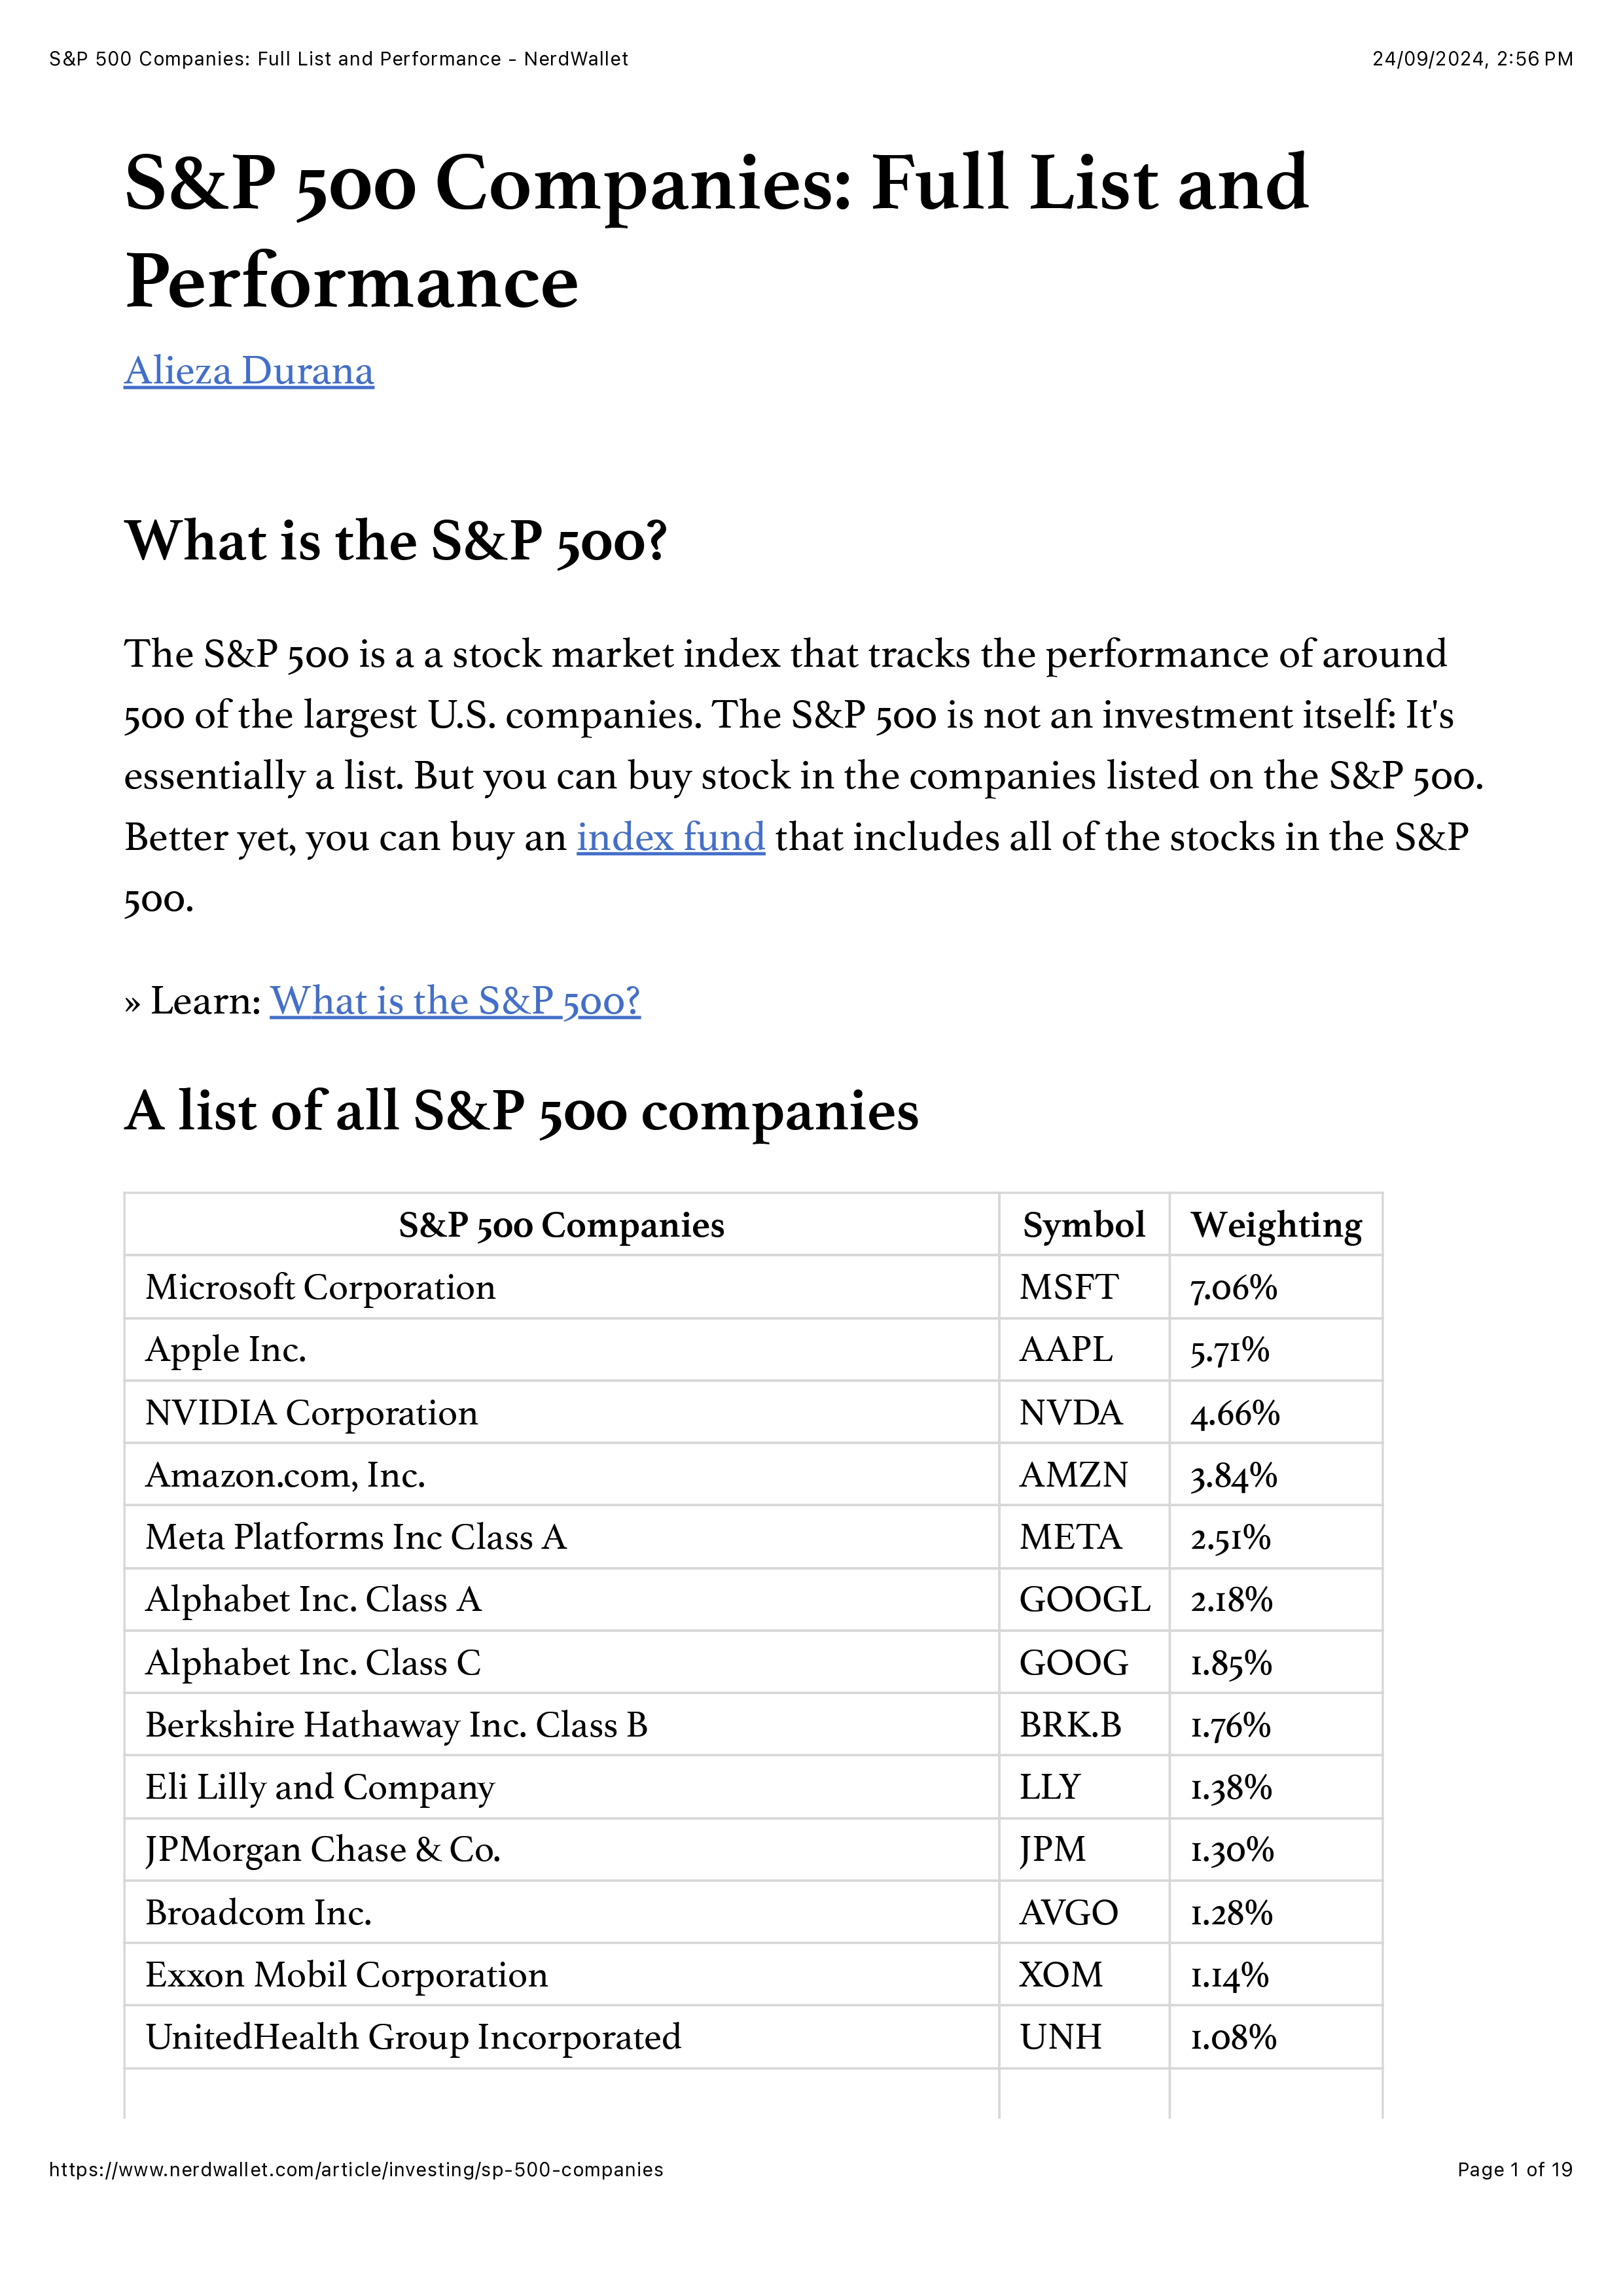 S&P 500 Companies: Full List and Performance - NerdWallet 24/09/2024, 2:56 PM
S&P 500 Companies: Full List and
Performance
Alieza Durana
What is the S&P 500?
The S&P 500 is a a stock market index that tracks the performance of around
500 of the largest U.S. companies. The S&P 500 is not an investment itself: It's
essentially a list. But you can buy stock in the companies listed on the S&P 500.
Better yet, you can buy an index fund that includes all of the stocks in the S&P
500.
» Learn: What is the S&P 500?
A list of all S&P 500 companies
S&P 500 Companies Symbol Weighting
Microsoft Corporation MSFT 7.06%
Apple Inc. AAPL 5.71%
NVIDIA Corporation NVDA 4.66%
Amazon.com, Inc. AMZN 3.84%
Meta Platforms Inc Class A META 2.51%
Alphabet Inc. Class A GOOGL 2.18%
Alphabet Inc. Class C GOOG 1.85%
Berkshire Hathaway Inc. Class B BRK.B 1.76%
Eli Lilly and Company LLY 1.38%
JPMorgan Chase & Co. JPM 1.30%
Broadcom Inc. AVGO 1.28%
Exxon Mobil Corporation XOM 1.14%
UnitedHealth Group Incorporated UNH 1.08%
https://www.nerdwallet.com/article/investing/sp-500-companies Page 1 of 19